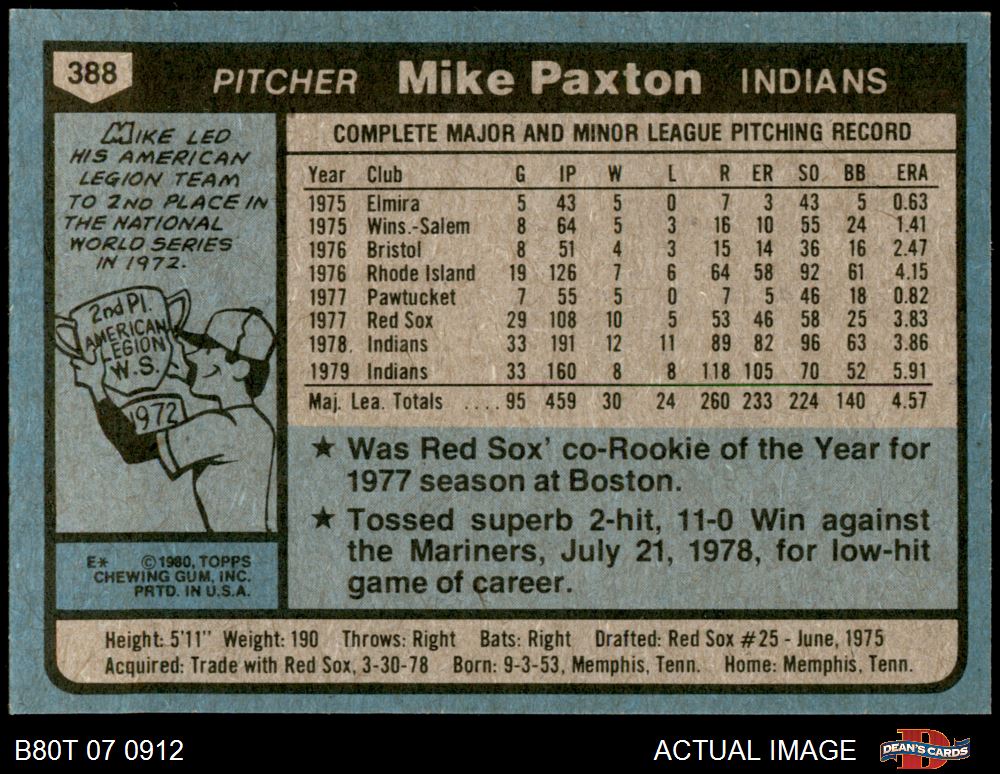 388 PITCHER Mike Paxton INDIANS
MIKE LED
HIS AMERICAN
LEGION TEAM
TO 2ND PLACE IN
THE NATIONAL
WORLD SERIES
IN 1972.
2nd Pl.
AMERICAN
LEGION
W.S.
1972
E* ©1980, TOPPS
CHEWING GUM, INC.
PRTD. IN U.S.A.
COMPLETE MAJOR AND MINOR LEAGUE PITCHING RECORD
Year Club G IP W L R ER SO BB ERA
1975 Elmira 5 43 5 0 7 3 43 5 0.63
1975 Wins.-Salem 8 64 5 3 16 10 55 24 1.41
1976 Bristol 8 51 4 3 15 14 36 16 2.47
1976 Rhode Island 19 126 7 6 64 58 92 61 4.15
1977 Pawtucket 7 55 5 0 7 5 46 18 0.82
1977 Red Sox 29 108 10 5 53 46 58 25 3.83
1978. Indians 33 191 12 11 89 82 96 63 3.86
1979 Indians 33 160 8 8 118 105 70 52 5.91
Maj. Lea. Totals .... 95 459 30 24 260 233 224 140 4.57
★ Was Red Sox' co-Rookie of the Year for
1977 season at Boston.
★ Tossed superb 2-hit, 11-0 Win against
the Mariners, July 21, 1978, for low-hit
game of career.
Height: 5'11" Weight: 190 Throws: Right Bats: Right Drafted: Red Sox #25 - June, 1975
Acquired: Trade with Red Sox, 3-30-78 Born: 9-3-53, Memphis, Tenn. Home: Memphis, Tenn.
B80T 07 0912 ACTUAL IMAGE DEAN'S CARDS